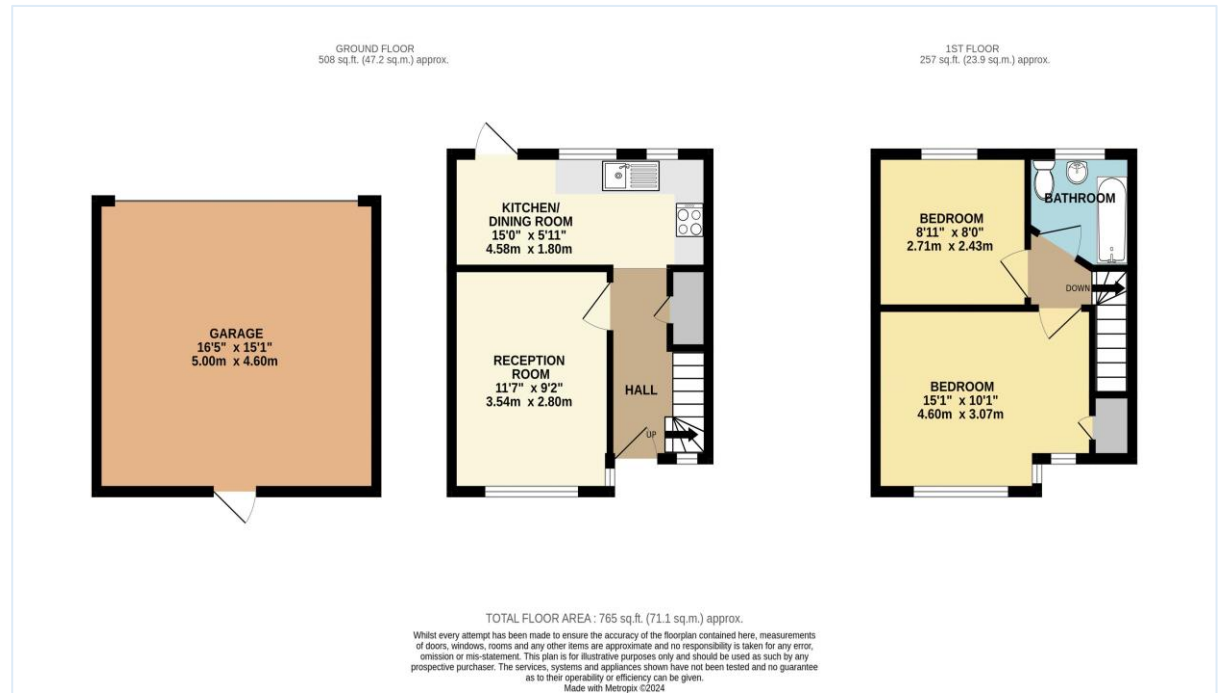 GROUND FLOOR
508 sq.ft. (47.2 sq.m.) approx.
1ST FLOOR
257 sq.ft. (23.9 sq.m.) approx.
GARAGE
16'5" x 15'1"
5.00m x 4.60m
KITCHEN/
DINING ROOM
15'0" x 5'11"
4.58m x 1.80m
RECEPTION
ROOM
11'7" x 9'2"
3.54m x 2.80m
HALL
UP
BEDROOM
8'11" x 8'0"
2.71m x 2.43m
BATHROOM
DOWN
BEDROOM
15'1" x 10'1"
4.60m x 3.07m
TOTAL FLOOR AREA : 765 sq.ft. (71.1 sq.m.) approx.
Whilst every attempt has been made to ensure the accuracy of the floorplan contained here, measurements
of doors, windows, rooms and any other items are approximate and no responsibility is taken for any error,
omission or mis-statement. This plan is for illustrative purposes only and should be used as such by any
prospective purchaser. The services, systems and appliances shown have not been tested and no guarantee
as to their operability or efficiency can be given.
Made with Metropix ©2024